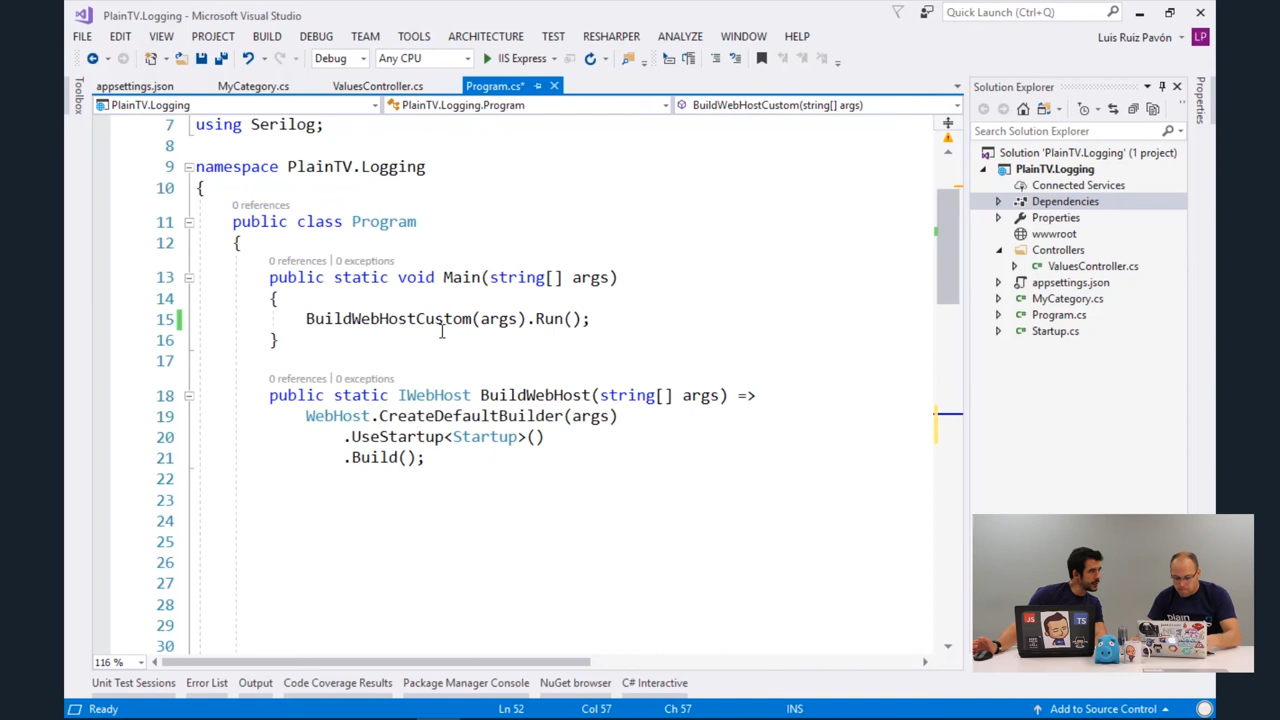 PlainTV.Logging - Microsoft Visual Studio
Quick Launch (Ctrl+Q)
FILE EDIT VIEW PROJECT BUILD DEBUG TEAM TOOLS ARCHITECTURE TEST RESHARPER ANALYZE WINDOW HELP
Luis Ruiz Pavón LP
Debug Any CPU IIS Express
Toolbox
appsettings.json MyCategory.cs ValuesController.cs Program.cs*
PlainTV.Logging PlainTV.Logging.Program BuildWebHostCustom(string[] args)
7 using Serilog;
8
9 namespace PlainTV.Logging
10 {
0 references
11 public class Program
12 {
0 references | 0 exceptions
13 public static void Main(string[] args)
14 {
15 BuildWebHostCustom(args).Run();
16 }
17
0 references | 0 exceptions
18 public static IWebHost BuildWebHost(string[] args) =>
19 WebHost.CreateDefaultBuilder(args)
20 .UseStartup<Startup>()
21 .Build();
22
23
24
25
26
27
28
29
30
116 %
Solution Explorer
Search Solution Explorer
Solution 'PlainTV.Logging' (1 project)
PlainTV.Logging
Connected Services
Dependencies
Properties
wwwroot
Controllers
ValuesController.cs
appsettings.json
MyCategory.cs
Program.cs
Startup.cs
Properties
JS
TS
plain
Unit Test Sessions Error List Output Code Coverage Results Package Manager Console NuGet browser C# Interactive
Ready Ln 52 Col 57 Ch 57 INS Add to Source Control